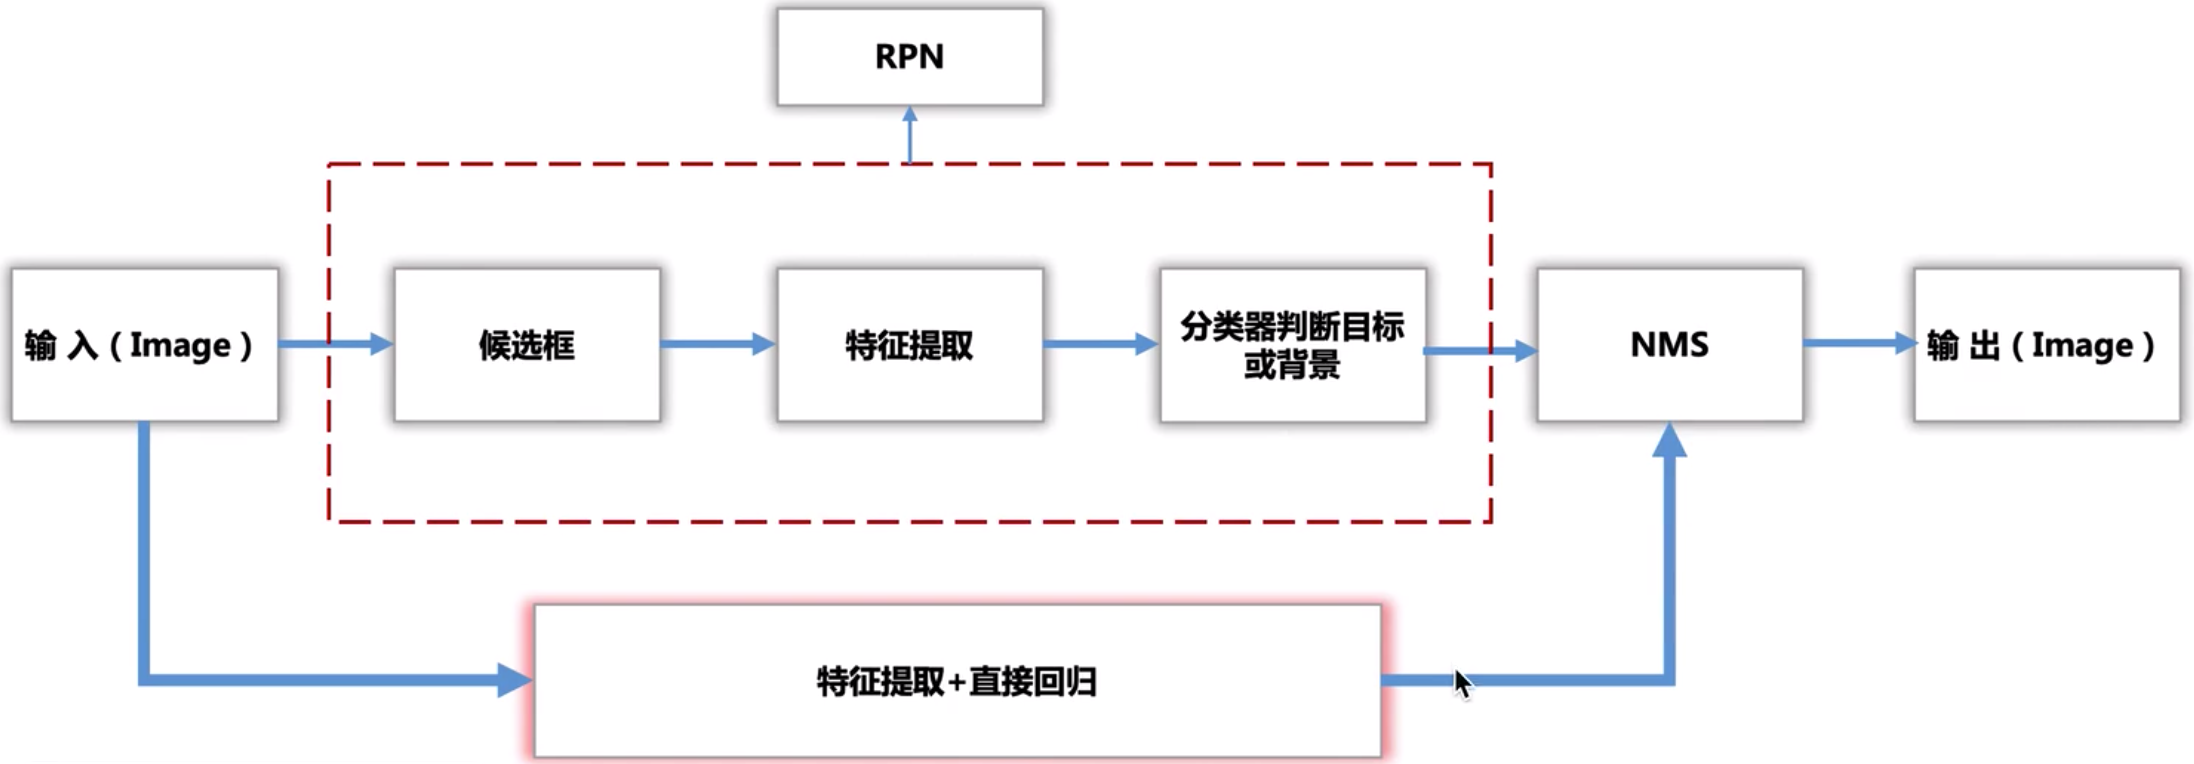 RPN
输 入（Image）
候选框
特征提取
分类器判断目标
或背景
NMS
输 出（Image）
特征提取+直接回归